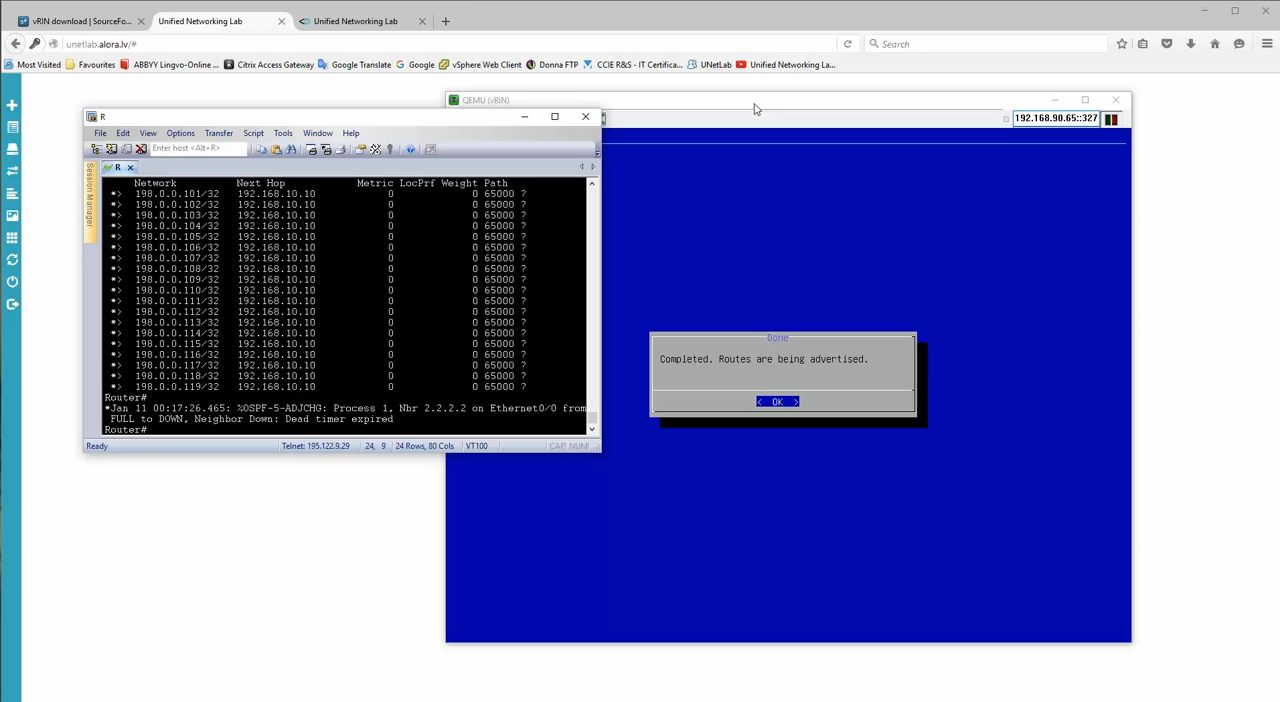 vRIN download | SourceFo...
Unified Networking Lab
Unified Networking Lab
unetlab.alora.lv/#
Search
Most Visited
Favourites
ABBYY Lingvo-Online ...
Citrix Access Gateway
Google Translate
Google
vSphere Web Client
Donna FTP
CCIE R&S - IT Certifica...
UNetLab
Unified Networking La...
QEMU (vRIN)
192.168.90.65::327
R
File Edit View Options Transfer Script Tools Window Help
Enter host <Alt+R>
R
Session Manager
Network Next Hop Metric LocPrf Weight Path
*> 198.0.0.101/32 192.168.10.10 0 0 65000 ?
*> 198.0.0.102/32 192.168.10.10 0 0 65000 ?
*> 198.0.0.103/32 192.168.10.10 0 0 65000 ?
*> 198.0.0.104/32 192.168.10.10 0 0 65000 ?
*> 198.0.0.105/32 192.168.10.10 0 0 65000 ?
*> 198.0.0.106/32 192.168.10.10 0 0 65000 ?
*> 198.0.0.107/32 192.168.10.10 0 0 65000 ?
*> 198.0.0.108/32 192.168.10.10 0 0 65000 ?
*> 198.0.0.109/32 192.168.10.10 0 0 65000 ?
*> 198.0.0.110/32 192.168.10.10 0 0 65000 ?
*> 198.0.0.111/32 192.168.10.10 0 0 65000 ?
*> 198.0.0.112/32 192.168.10.10 0 0 65000 ?
*> 198.0.0.113/32 192.168.10.10 0 0 65000 ?
*> 198.0.0.114/32 192.168.10.10 0 0 65000 ?
*> 198.0.0.115/32 192.168.10.10 0 0 65000 ?
*> 198.0.0.116/32 192.168.10.10 0 0 65000 ?
*> 198.0.0.117/32 192.168.10.10 0 0 65000 ?
*> 198.0.0.118/32 192.168.10.10 0 0 65000 ?
*> 198.0.0.119/32 192.168.10.10 0 0 65000 ?
Router#
*Jan 11 00:17:26.465: %OSPF-5-ADJCHG: Process 1, Nbr 2.2.2.2 on Ethernet0/0 from
FULL to DOWN, Neighbor Down: Dead timer expired
Router#
Ready Telnet: 195.122.9.29 24, 9 24 Rows, 80 Cols VT100 CAP NUM
Done
Completed. Routes are being advertised.
< OK >